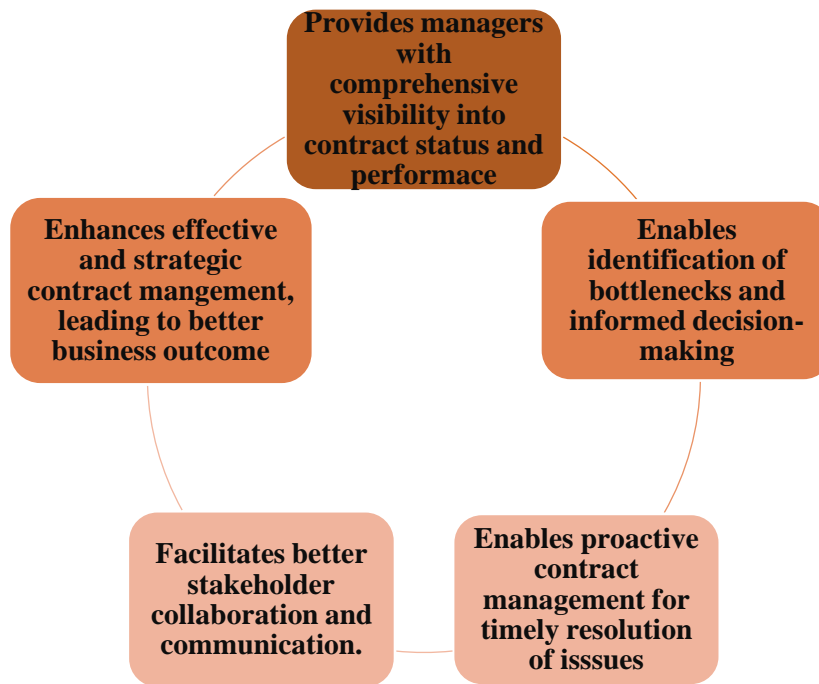 Provides managers
with
comprehensive
visibility into
contract status and
performace
Enables
identification of
bottlenecks and
informed decision-
making
Enables proactive
contract
management for
timely resolution
of isssues
Facilitates better
stakeholder
collaboration and
communication.
Enhances effective
and strategic
contract mangement,
leading to better
business outcome